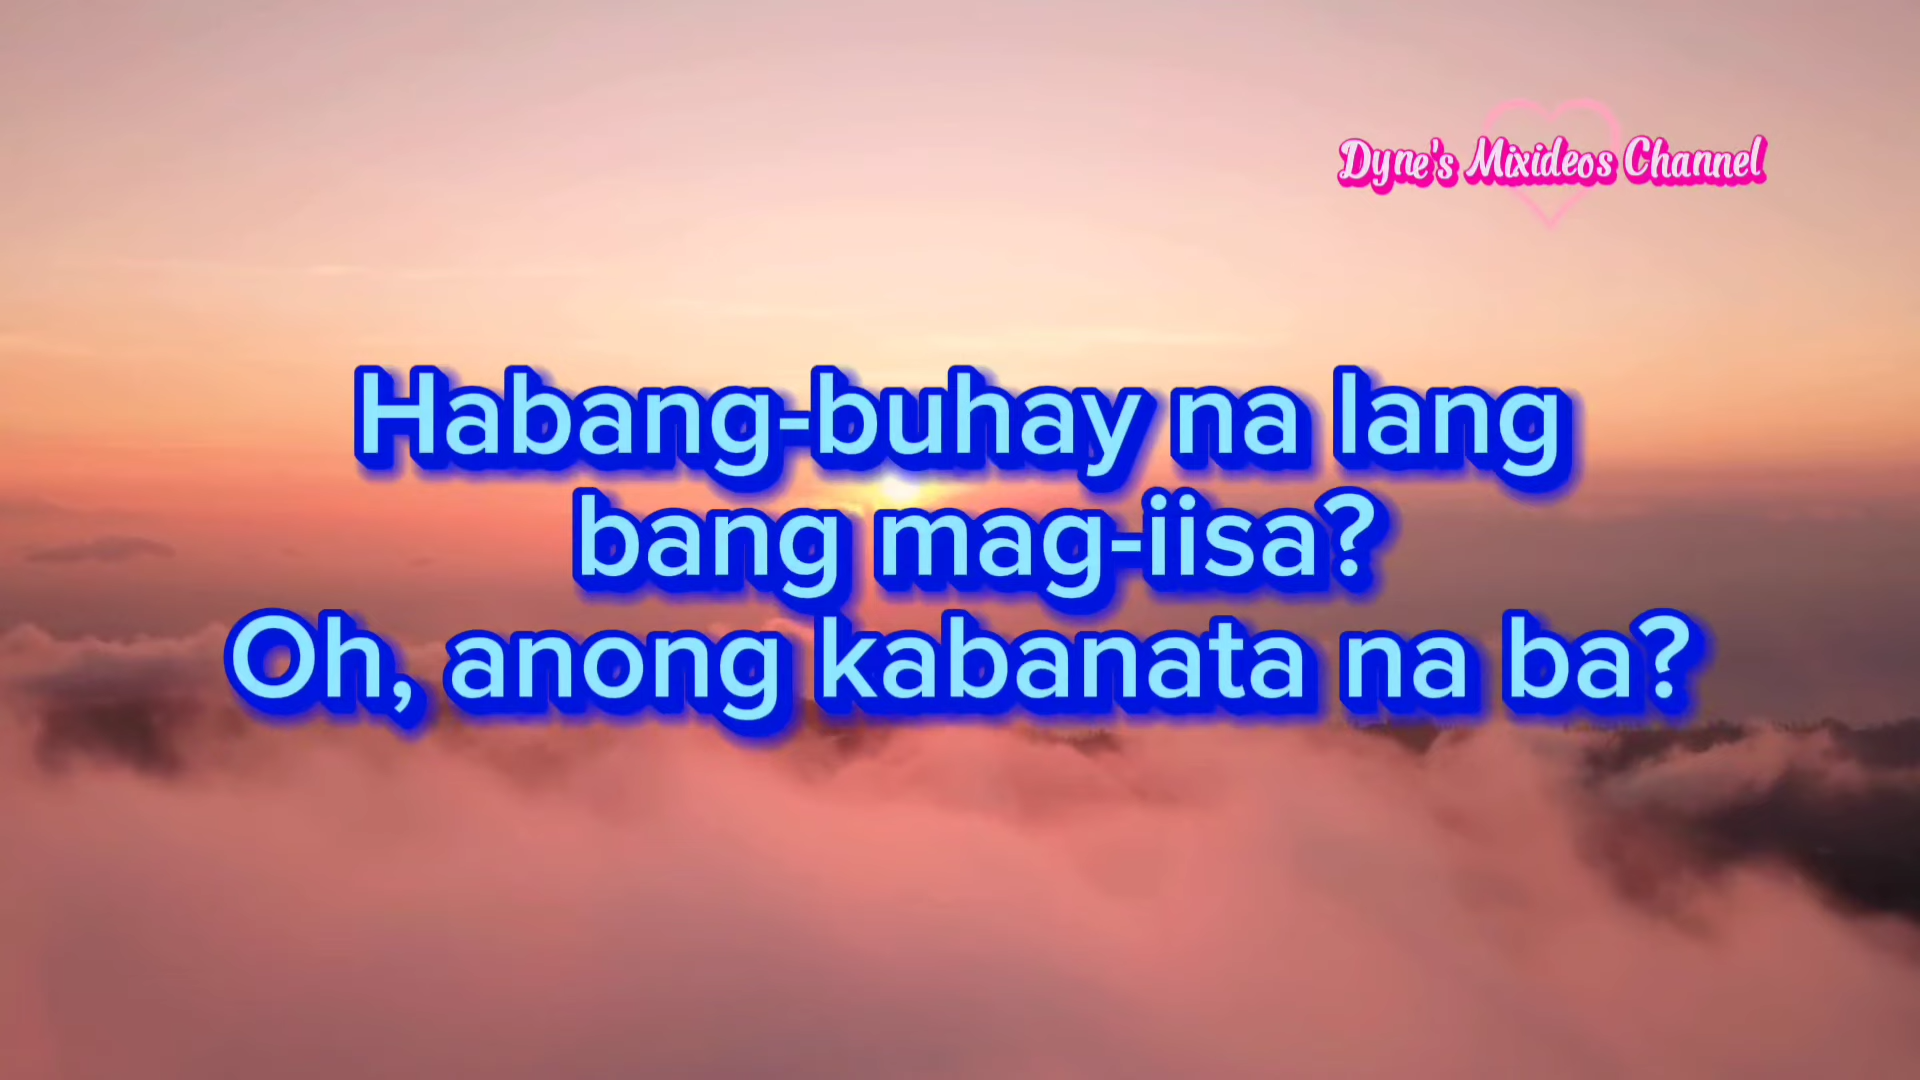 Dyne's Mixideos Channel
Habang-buhay na lang
bang mag-iisa?
Oh, anong kabanata na ba?